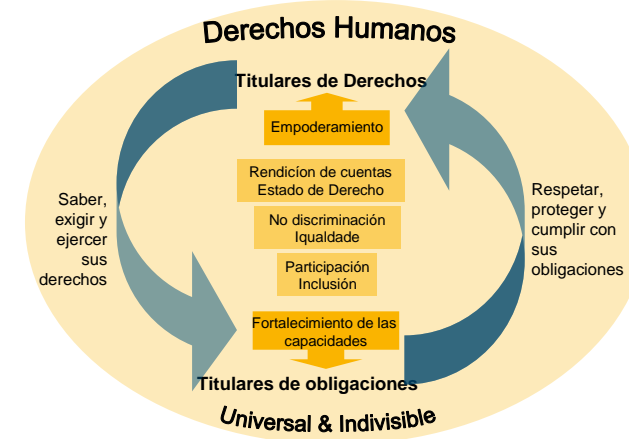 Derechos Humanos
Titulares de Derechos
Empoderamiento
Rendicíon de cuentas
Estado de Derecho
No discriminación
Iqualdade
Participación
Inclusión
Fortalecimiento de las
capacidades
Titulares de obligaciones
Universal & Indivisible
Saber,
exigir y
ejercer
sus
derechos
Respetar,
proteger y
cumplir con
sus
obligaciones